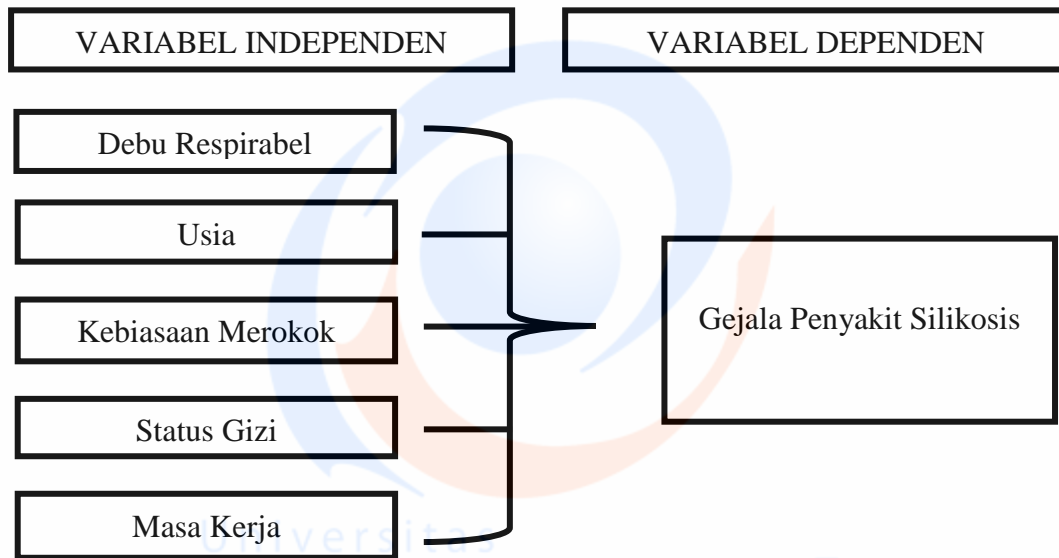 VARIABEL INDEPENDEN
VARIABEL DEPENDEN
Debu Respirabel
Usia
Kebiasaan Merokok
Gejala Penyakit Silikosis
Status Gizi
Masa Kerja
Universitas